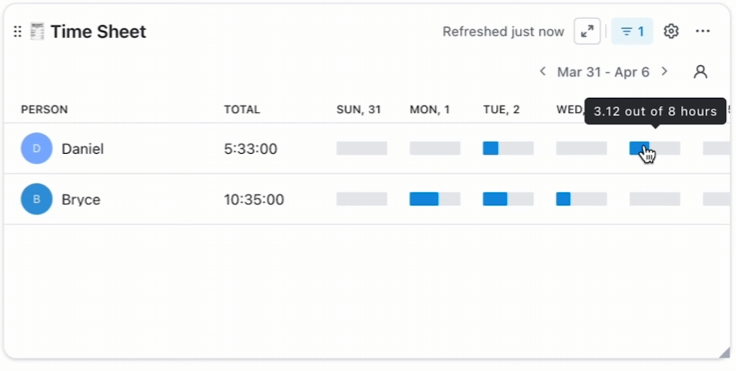 Time Sheet Refreshed just now 1
Mar 31 - Apr 6
PERSON TOTAL SUN, 31 MON, 1 TUE, 2 WED,
3.12 out of 8 hours
D Daniel 5:33:00
B Bryce 10:35:00